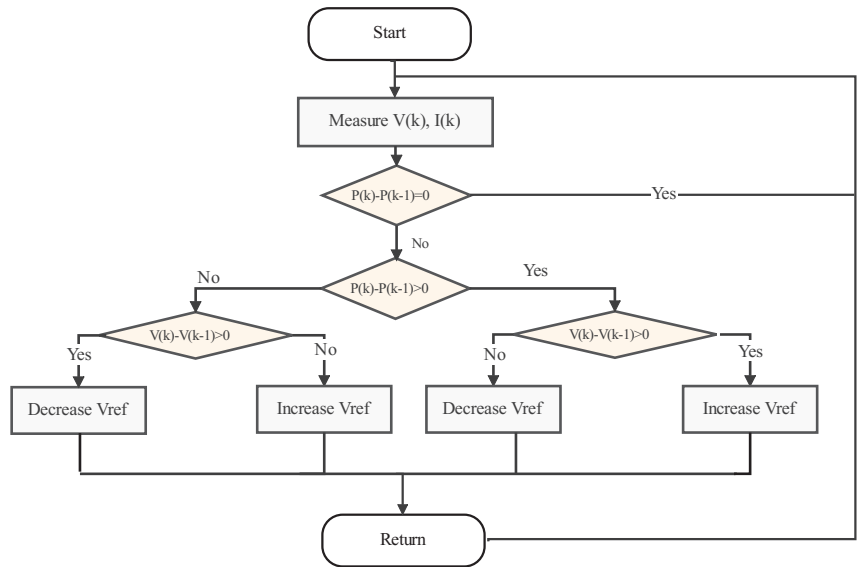 Start
Measure V(k), I(k)
P(k)-P(k-1)=0
Yes
No
P(k)-P(k-1)>0
No
Yes
V(k)-V(k-1)>0
V(k)-V(k-1)>0
Yes
No
No
Yes
Decrease Vref
Increase Vref
Decrease Vref
Increase Vref
Return